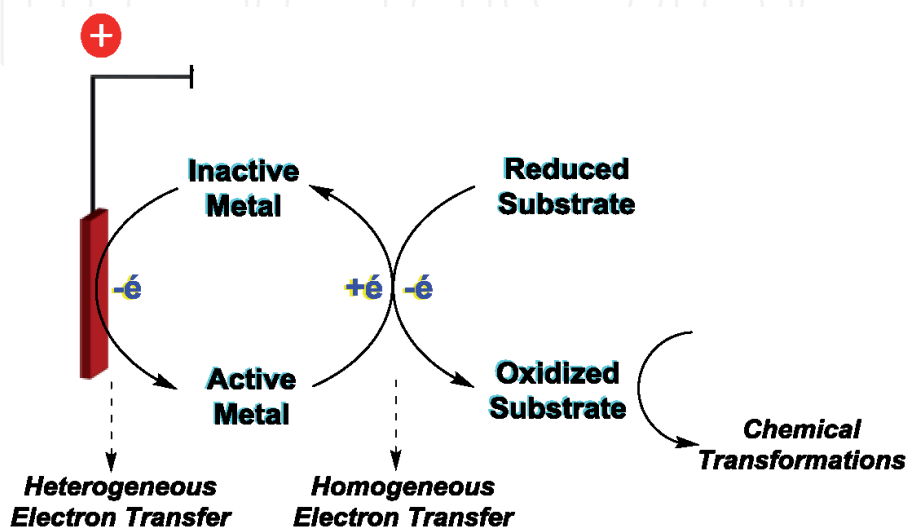 +
Inactive
Metal
Reduced
Substrate
-é
+é
-é
Active
Metal
Oxidized
Substrate
Chemical
Transformations
Heterogeneous
Electron Transfer
Homogeneous
Electron Transfer